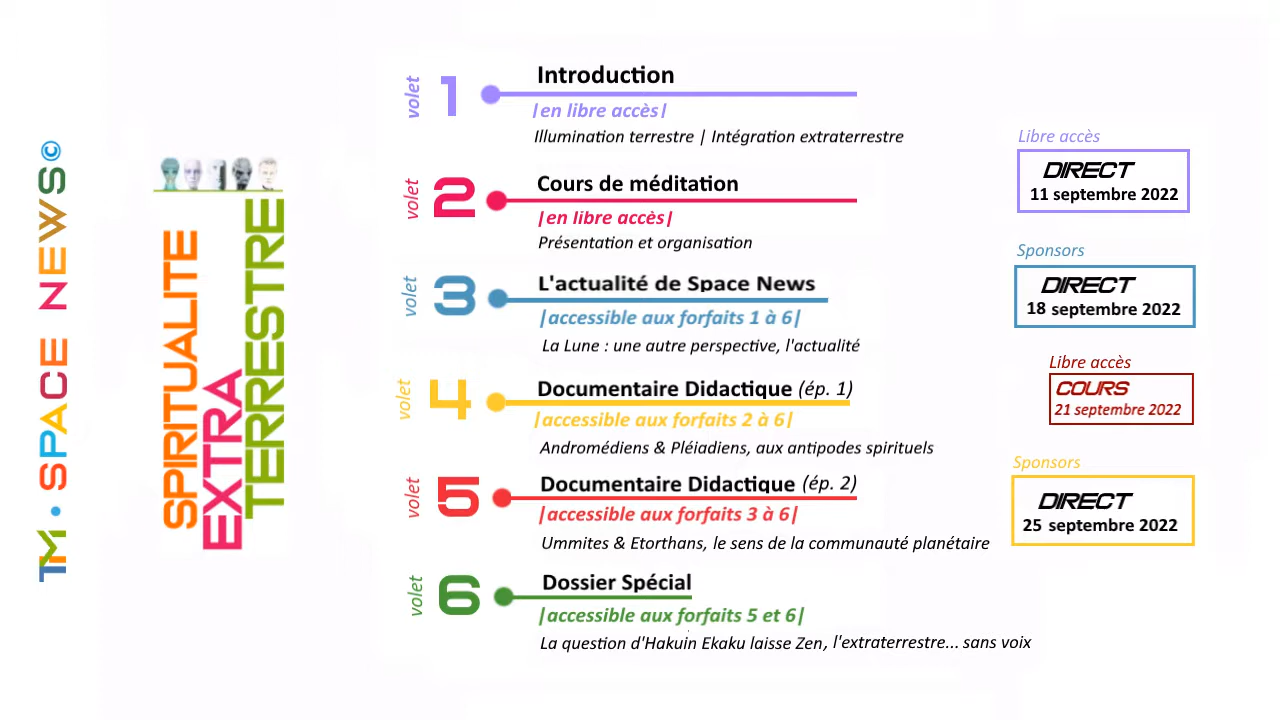 TM • SPACE NEWS©
SPIRITUALITE
EXTRA
TERRESTRE
volet 1
Introduction
|en libre accès|
Illumination terrestre | Intégration extraterrestre
volet 2
Cours de méditation
|en libre accès|
Présentation et organisation
volet 3
L'actualité de Space News
|accessible aux forfaits 1 à 6|
La Lune : une autre perspective, l'actualité
volet 4
Documentaire Didactique (ép. 1)
|accessible aux forfaits 2 à 6|
Andromédiens & Pléiadiens, aux antipodes spirituels
volet 5
Documentaire Didactique (ép. 2)
|accessible aux forfaits 3 à 6|
Ummites & Etorthans, le sens de la communauté planétaire
volet 6
Dossier Spécial
|accessible aux forfaits 5 et 6|
La question d'Hakuin Ekaku laisse Zen, l'extraterrestre... sans voix
Libre accès
DIRECT
11 septembre 2022
Sponsors
DIRECT
18 septembre 2022
Libre accès
COURS
21 septembre 2022
Sponsors
DIRECT
25 septembre 2022